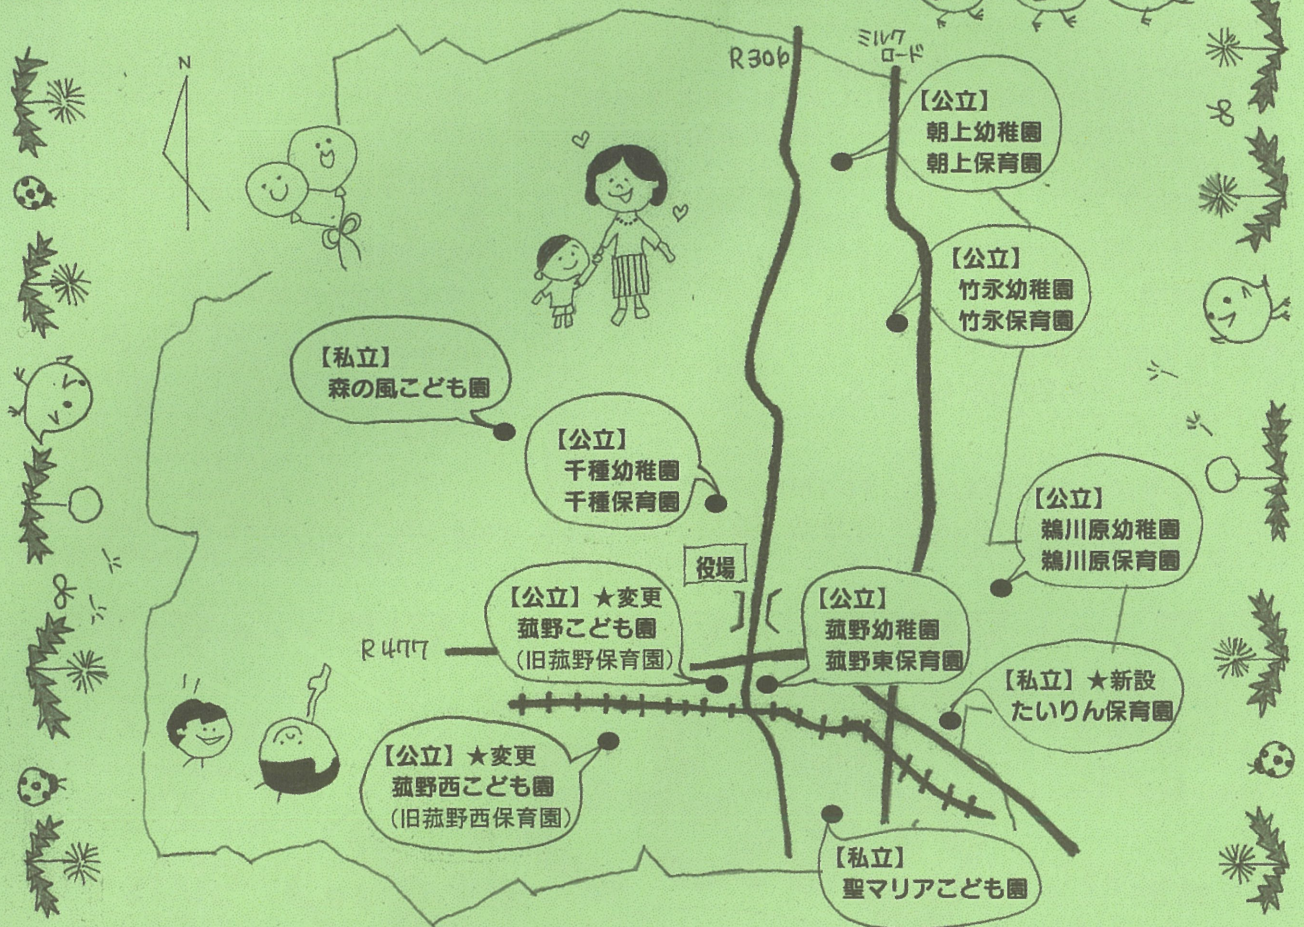 N
R306
ミルク
ロード
【公立】
朝上幼稚園
朝上保育園
【公立】
竹永幼稚園
竹永保育園
【私立】
森の風こども園
【公立】
千種幼稚園
千種保育園
【公立】
鵜川原幼稚園
鵜川原保育園
役場
【公立】★変更
菰野こども園
(旧菰野保育園)
【公立】
菰野幼稚園
菰野東保育園
R477
【私立】★新設
たいりん保育園
【公立】★変更
菰野西こども園
(旧菰野西保育園)
【私立】
聖マリアこども園